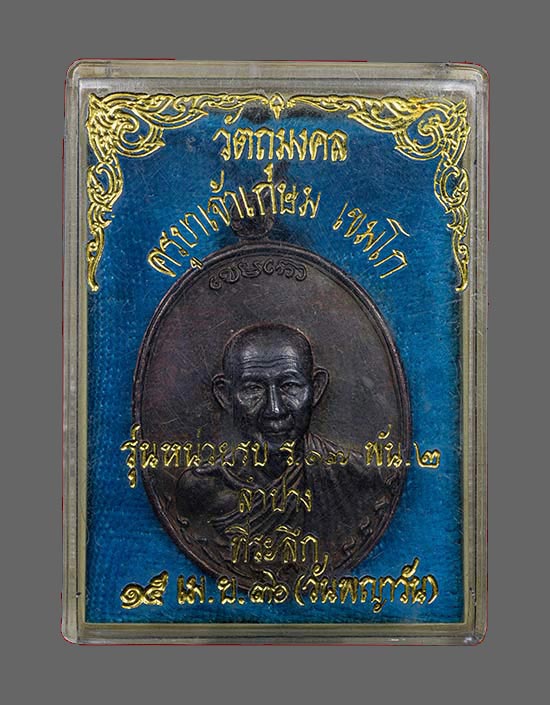 วัตถุมงคล
ครูบาเจ้าเกษม เขมโก
รุ่นหน่วยรบ ร.๑๗ พัน.๒
ลำปาง
ที่ระลึก
๑๕ เม.ย.๓๖ (วันพญาวัน)